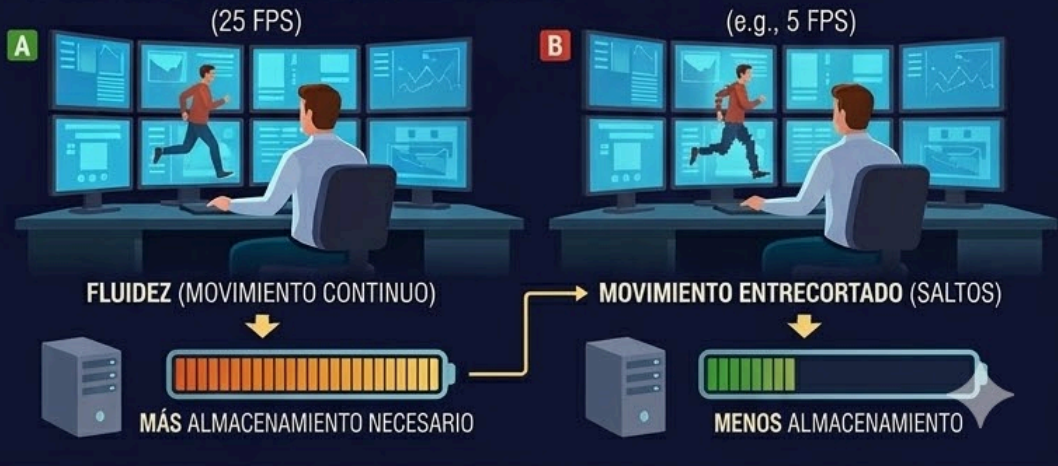 (25 FPS)
A
FLUIDEZ (MOVIMIENTO CONTINUO)
MÁS ALMACENAMIENTO NECESARIO
(e.g., 5 FPS)
B
MOVIMIENTO ENTRECORTADO (SALTOS)
MENOS ALMACENAMIENTO